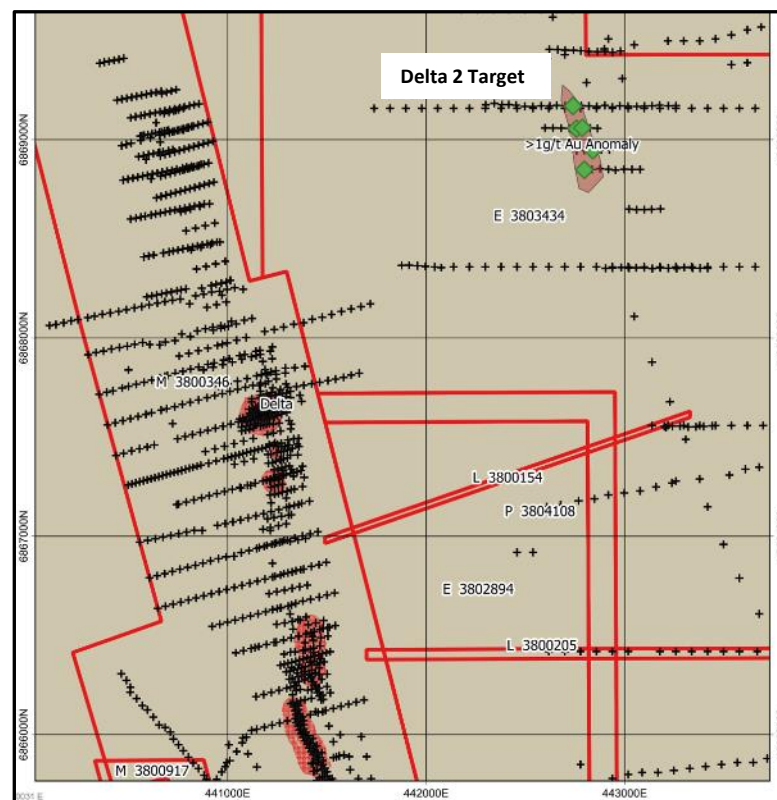 Delta 2 Target
>1g/t Au Anomaly
6869000N
E 3803434
6868000N
M 3800346
Delta
L 3800154
P 3804108
6867000N
E 3802894
L 3800205
6866000N
M 3800917
441000E
442000E
443000E